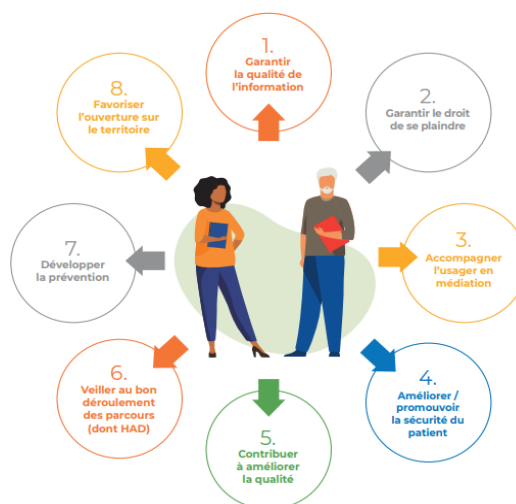 1.
Garantir
la qualité de
l'information
2.
Garantir le droit
de se plaindre
3.
Accompagner
l'usager en
médiation
4.
Améliorer /
promouvoir
la sécurité du
patient
5.
Contribuer
à améliorer
la qualité
6.
Veiller au bon
déroulement
des parcours
(dont HAD)
7.
Développer
la prévention
8.
Favoriser
l'ouverture sur
le territoire